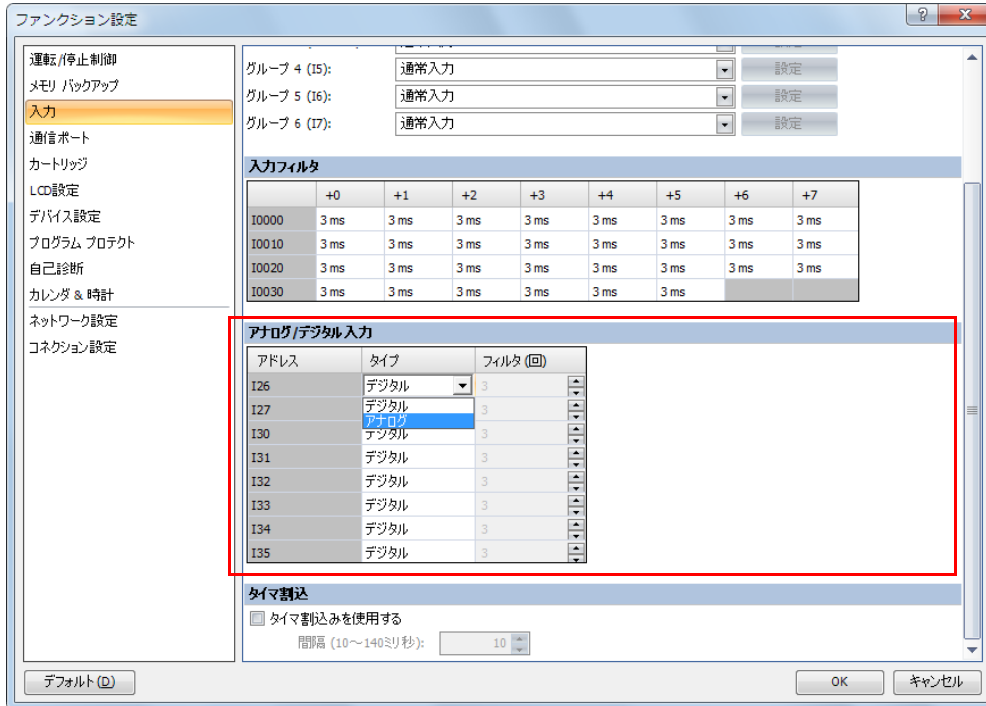 ファンクション設定
運転/停止制御
メモリ バックアップ
入力
通信ポート
カートリッジ
LCD設定
デバイス設定
プログラム プロテクト
自己診断
カレンダ & 時計
ネットワーク設定
コネクション設定
グループ 4 (I5): 通常入力 設定
グループ 5 (I6): 通常入力 設定
グループ 6 (I7): 通常入力 設定
入力フィルタ
+0 +1 +2 +3 +4 +5 +6 +7
I0000 3 ms 3 ms 3 ms 3 ms 3 ms 3 ms 3 ms 3 ms
I0010 3 ms 3 ms 3 ms 3 ms 3 ms 3 ms 3 ms 3 ms
I0020 3 ms 3 ms 3 ms 3 ms 3 ms 3 ms 3 ms 3 ms
I0030 3 ms 3 ms 3 ms 3 ms 3 ms 3 ms
アナログ/デジタル入力
アドレス タイプ フィルタ (回)
I26 デジタル 3
デジタル
I27 3
アナログ
I30 デジタル 3
I31 デジタル 3
I32 デジタル 3
I33 デジタル 3
I34 デジタル 3
I35 デジタル 3
タイマ割込
タイマ割込みを使用する
間隔 (10～140ミリ秒): 10
デフォルト(D) OK キャンセル